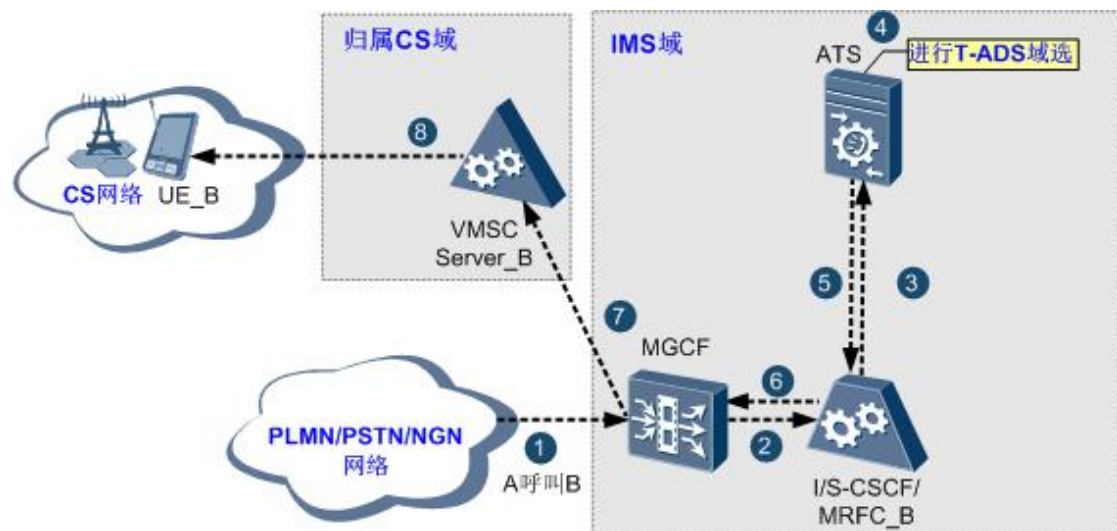 归属CS域
IMS域
4
ATS
进行T-ADS域选
8
CS网络
UE_B
VMSC
Server_B
5
3
7
MGCF
6
PLMN/PSTN/NGN
网络
1
2
A呼叫B
I/S-CSCF/
MRFC_B